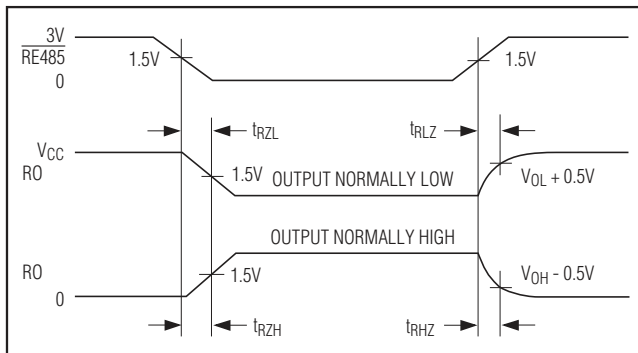 3V
RE485
0
1.5V
1.5V
tRZL
tRLZ
VCC
RO
1.5V
OUTPUT NORMALLY LOW
VOL + 0.5V
OUTPUT NORMALLY HIGH
RO
0
1.5V
VOH - 0.5V
tRZH
tRHZ